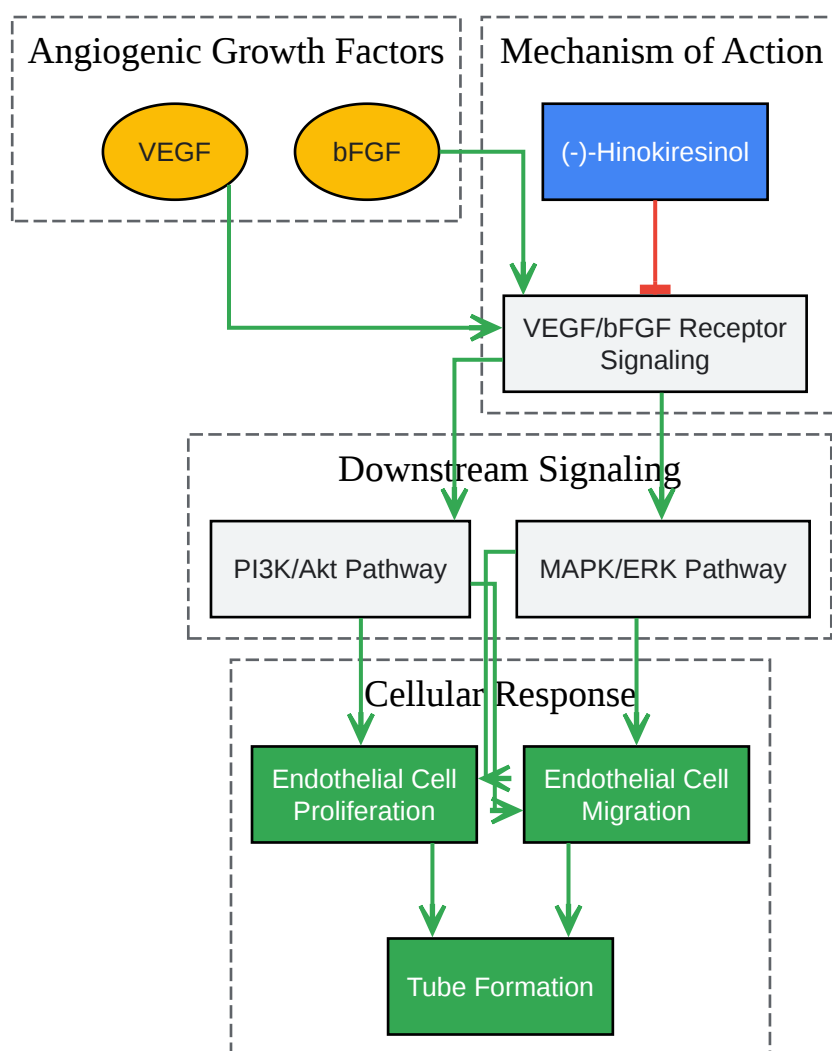 Angiogenic Growth Factors
Mechanism of Action
VEGF
bFGF
(-)-Hinokiresinol
VEGF/bFGF Receptor
Signaling
Downstream Signaling
PI3K/Akt Pathway
MAPK/ERK Pathway
Cellular Response
Endothelial Cell
Proliferation
Endothelial Cell
Migration
Tube Formation